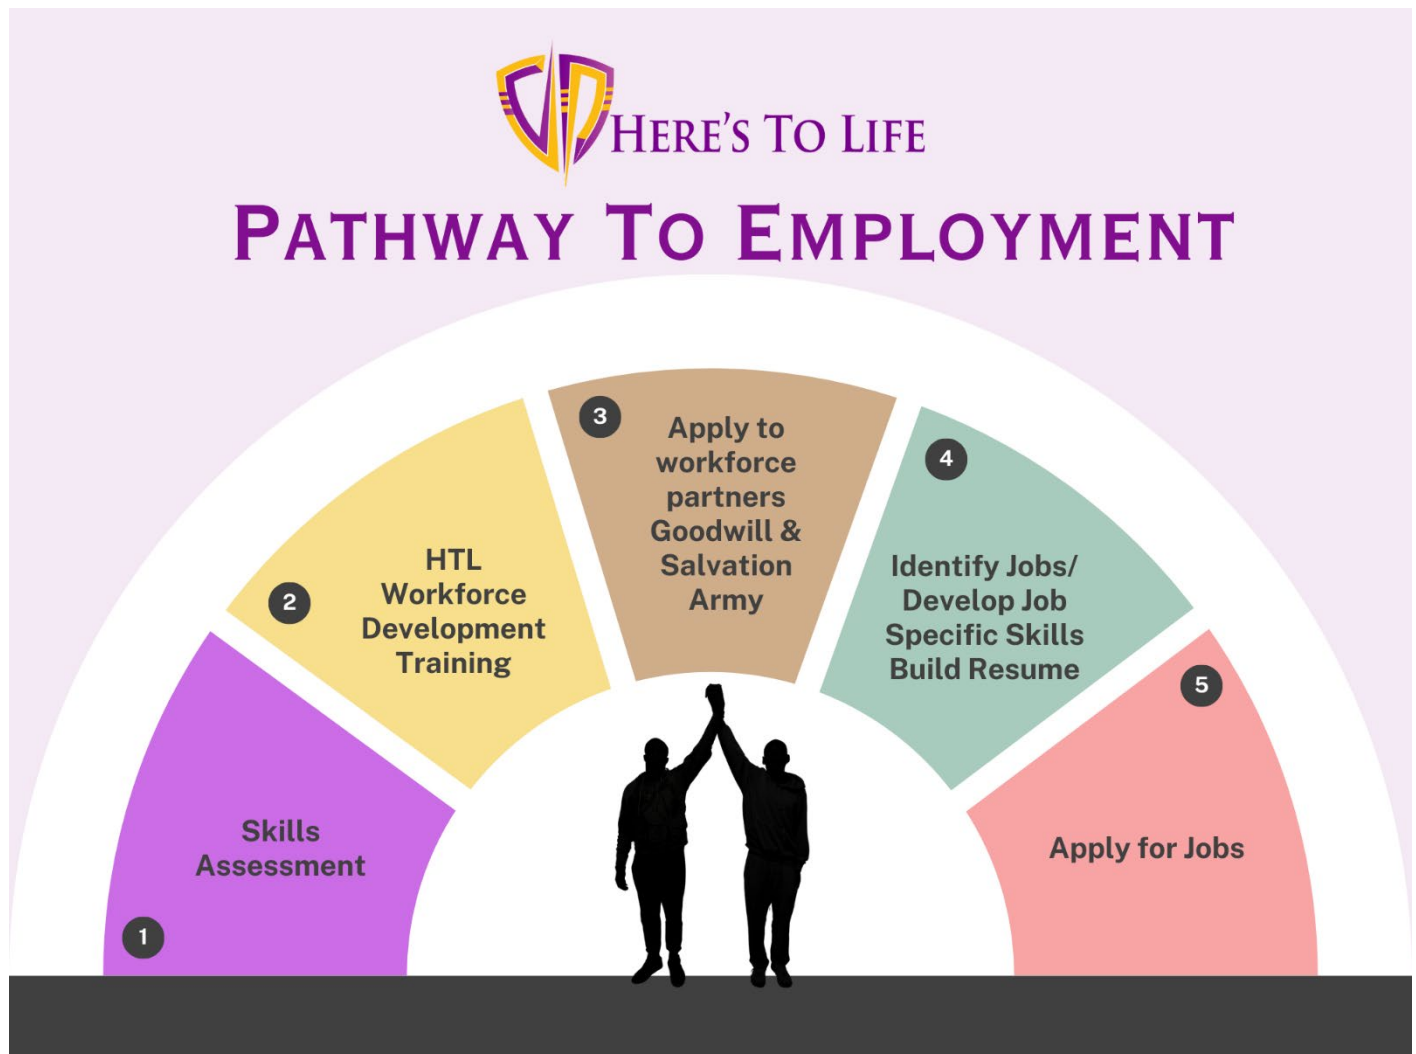 HERE'S TO LIFE
PATHWAY TO EMPLOYMENT
1
Skills
Assessment
2
HTL
Workforce
Development
Training
3
Apply to
workforce
partners
Goodwill &
Salvation
Army
4
Identify Jobs/
Develop Job
Specific Skills
Build Resume
5
Apply for Jobs